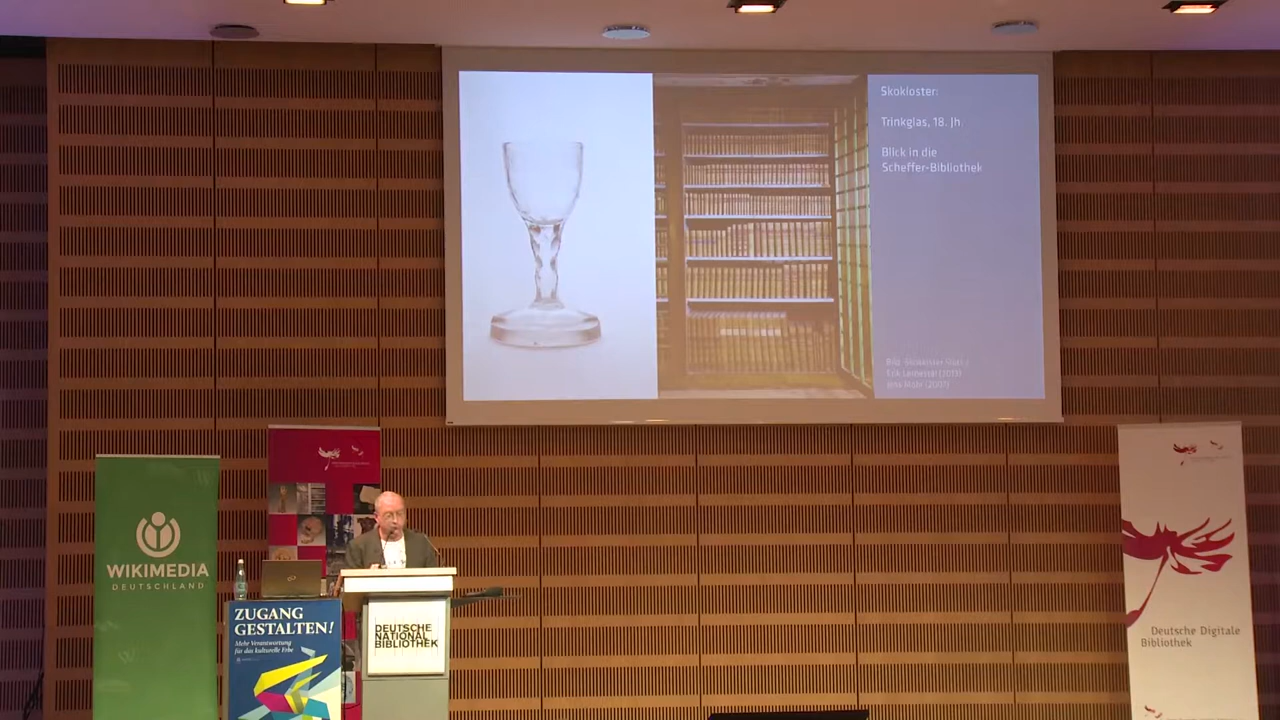 Skokloster:
Trinkglas, 18. Jh.
Blick in die
Scheffer-Bibliothek
WIKIMEDIA
DEUTSCHLAND
ZUGANG
GESTALTEN!
Mehr Verantwortung
für das kulturelle Erbe
DEUTSCHE
NATIONAL
BIBLIOTHEK
Deutsche Digitale
Bibliothek